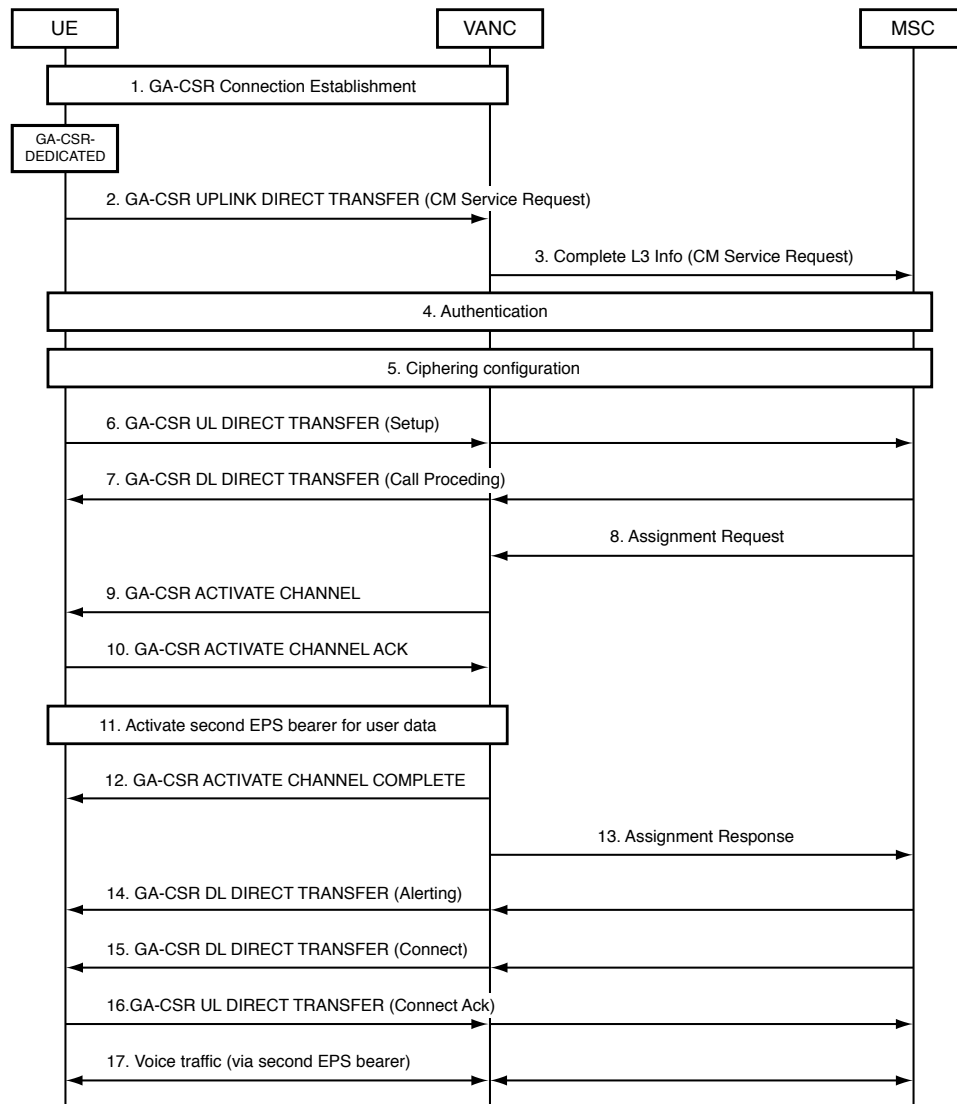 UE
VANC
MSC
1. GA-CSR Connection Establishment
GA-CSR-
DEDICATED
2. GA-CSR UPLINK DIRECT TRANSFER (CM Service Request)
3. Complete L3 Info (CM Service Request)
4. Authentication
5. Ciphering configuration
6. GA-CSR UL DIRECT TRANSFER (Setup)
7. GA-CSR DL DIRECT TRANSFER (Call Proceding)
8. Assignment Request
9. GA-CSR ACTIVATE CHANNEL
10. GA-CSR ACTIVATE CHANNEL ACK
11. Activate second EPS bearer for user data
12. GA-CSR ACTIVATE CHANNEL COMPLETE
13. Assignment Response
14. GA-CSR DL DIRECT TRANSFER (Alerting)
15. GA-CSR DL DIRECT TRANSFER (Connect)
16.GA-CSR UL DIRECT TRANSFER (Connect Ack)
17. Voice traffic (via second EPS bearer)